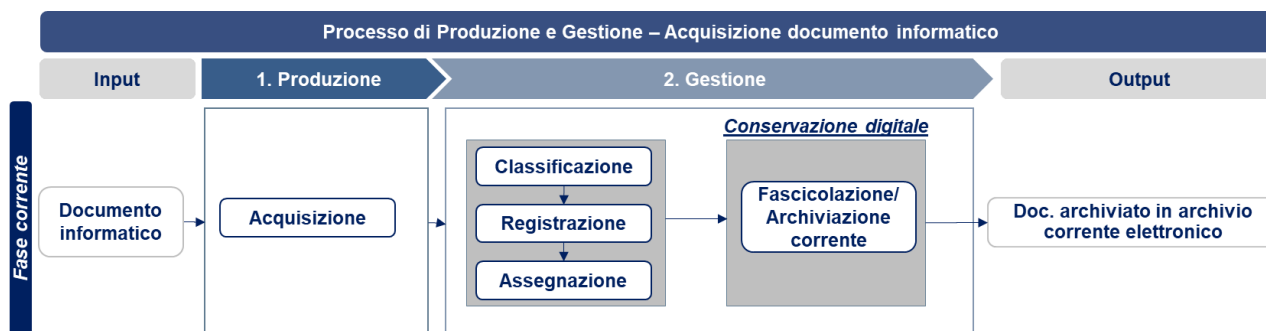 Processo di Produzione e Gestione – Acquisizione documento informatico
Input
1. Produzione
2. Gestione
Output
Fase corrente
Documento
informatico
Acquisizione
Classificazione
Registrazione
Assegnazione
Conservazione digitale
Fascicolazione/
Archiviazione
corrente
Doc. archiviato in archivio
corrente elettronico